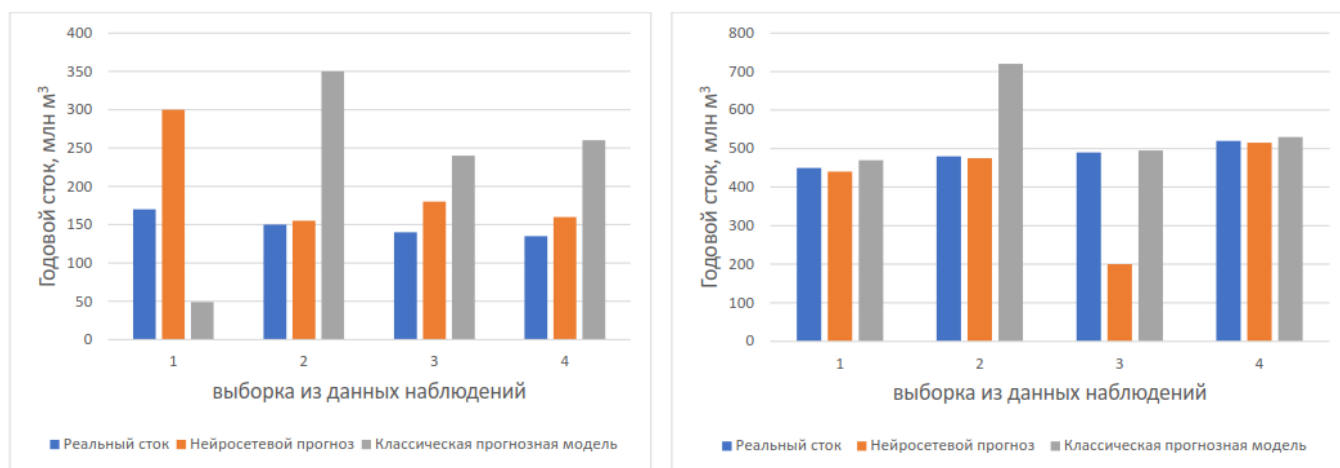 400
350
300
250
200
150
100
50
0
Годовой сток, млн м³
1 2 3 4
выборка из данных наблюдений
Реальный сток Нейросетевой прогноз Классическая прогнозная модель
800
700
600
500
400
300
200
100
0
Годовой сток, млн м³
1 2 3 4
выборка из данных наблюдений
Реальный сток Нейросетевой прогноз Классическая прогнозная модель